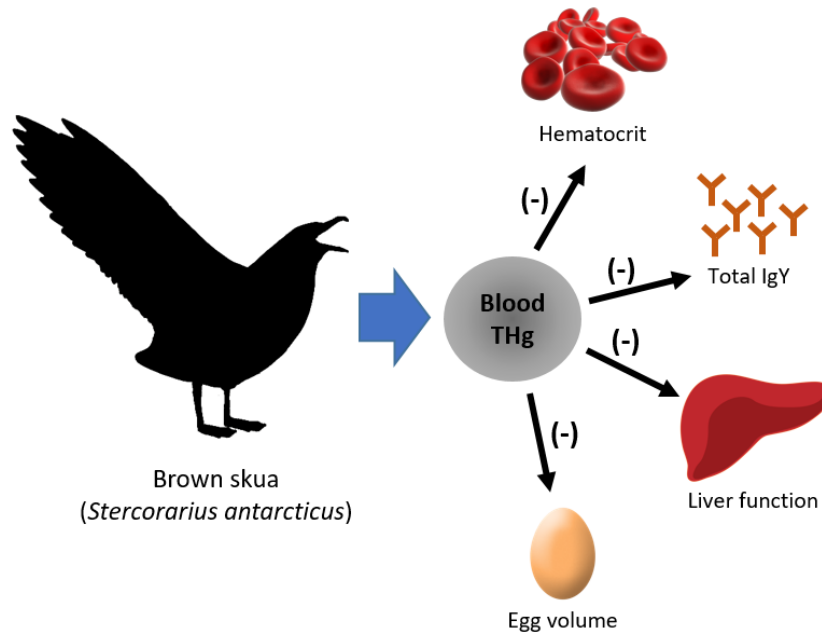 Hematocrit
(-)
(-)
Total IgY
Blood
THg
(-)
(-)
Brown skua
(Stercorarius antarcticus)
Liver function
Egg volume